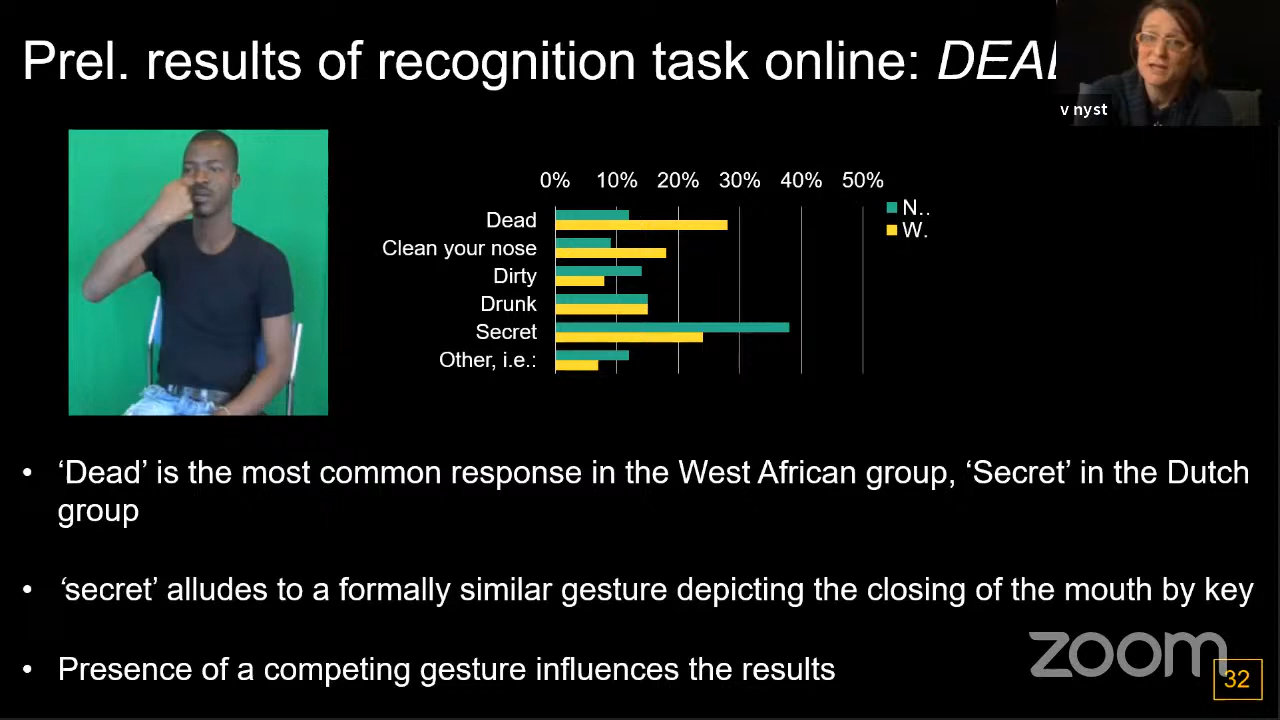 Prel. results of recognition task online: DEAD
v nyst
0% 10% 20% 30% 40% 50%
N..
W.
Dead
Clean your nose
Dirty
Drunk
Secret
Other, i.e.:
• ‘Dead’ is the most common response in the West African group, ‘Secret’ in the Dutch
group
• ‘secret’ alludes to a formally similar gesture depicting the closing of the mouth by key
• Presence of a competing gesture influences the results
zoom
32